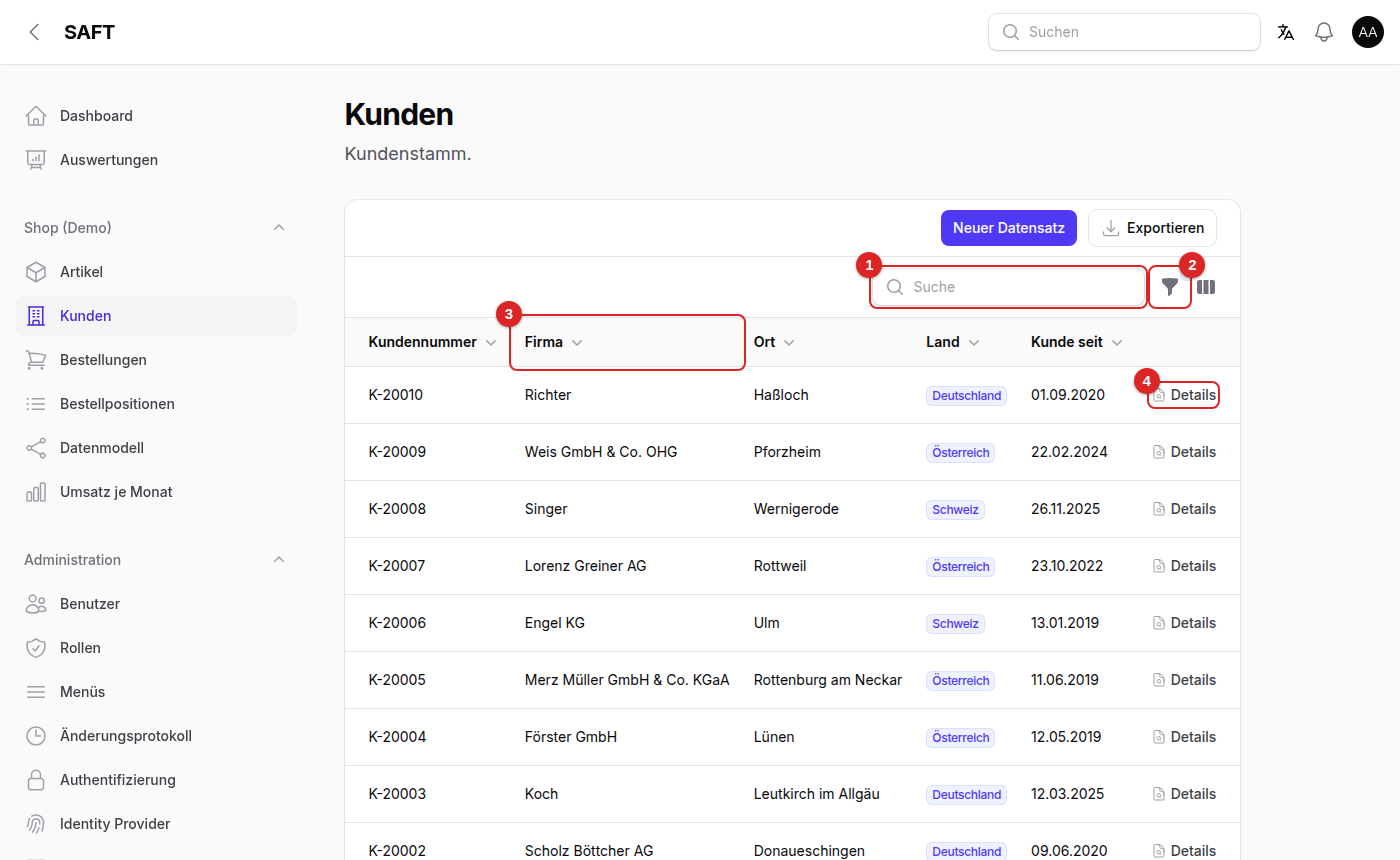 SAFT
Suchen
AA
Dashboard
Auswertungen
Shop (Demo)
Artikel
Kunden
Bestellungen
Bestellpositionen
Datenmodell
Umsatz je Monat
Administration
Benutzer
Rollen
Menüs
Änderungsprotokoll
Authentifizierung
Identity Provider
Kunden
Kundenstamm.
Neuer Datensatz Exportieren
1 Suche 2
3
Kundennummer Firma Ort Land Kunde seit
4
K-20010 Richter Haßloch Deutschland 01.09.2020 Details
K-20009 Weis GmbH & Co. OHG Pforzheim Österreich 22.02.2024 Details
K-20008 Singer Wernigerode Schweiz 26.11.2025 Details
K-20007 Lorenz Greiner AG Rottweil Österreich 23.10.2022 Details
K-20006 Engel KG Ulm Schweiz 13.01.2019 Details
K-20005 Merz Müller GmbH & Co. KGaA Rottenburg am Neckar Österreich 11.06.2019 Details
K-20004 Förster GmbH Lünen Österreich 12.05.2019 Details
K-20003 Koch Leutkirch im Allgäu Deutschland 12.03.2025 Details
K-20002 Scholz Böttcher AG Donaueschingen Deutschland 09.06.2020 Details